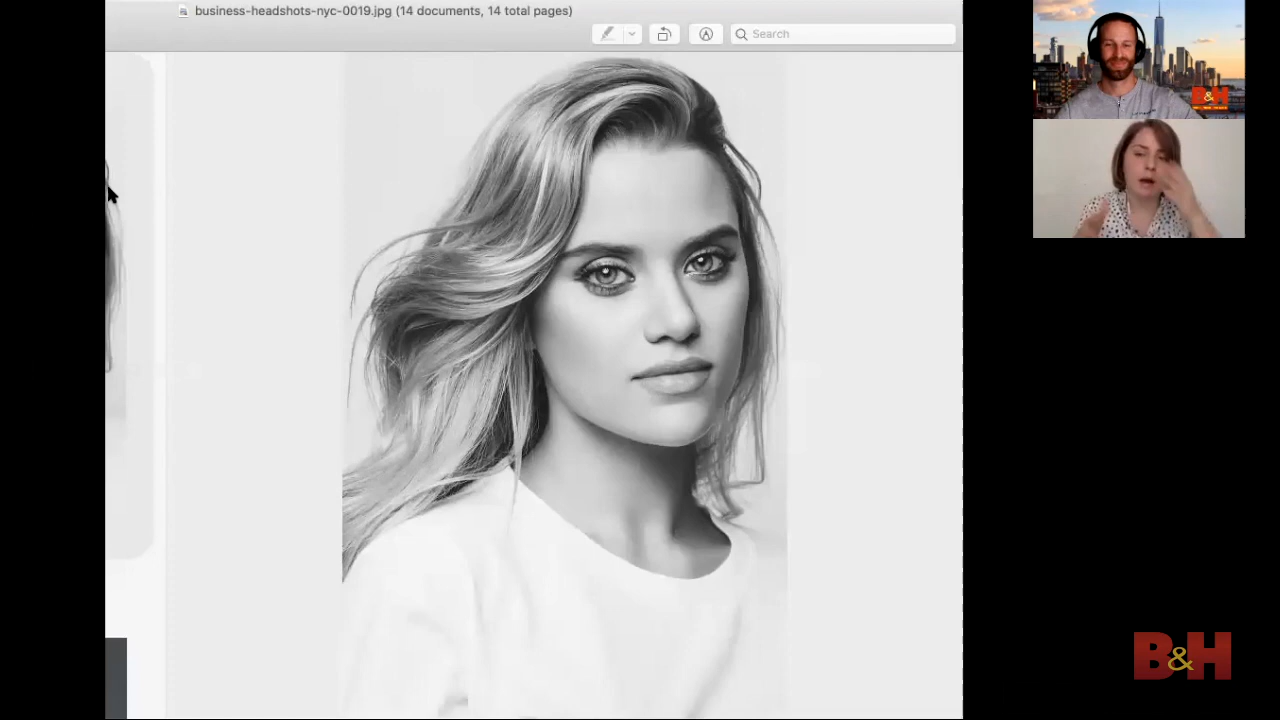 business-headshots-nyc-0019.jpg (14 documents, 14 total pages)
Search
B&H
B&H